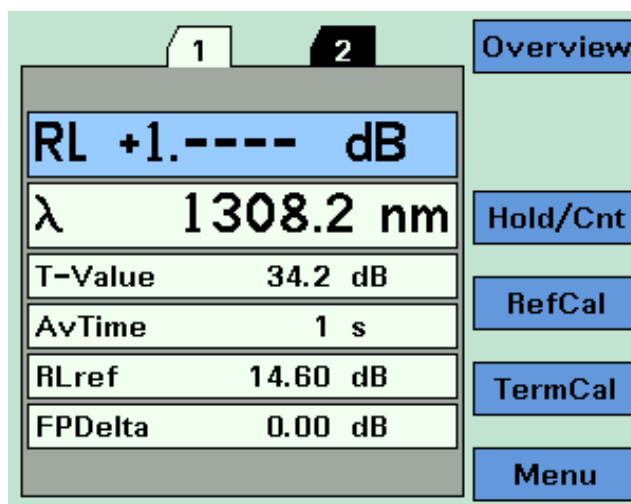 1 2
Overview
RL +1.---- dB
λ 1308.2 nm
Hold/Cnt
T-Value 34.2 dB
RefCal
AvTime 1 s
RLref 14.60 dB
TermCal
FPDelta 0.00 dB
Menu